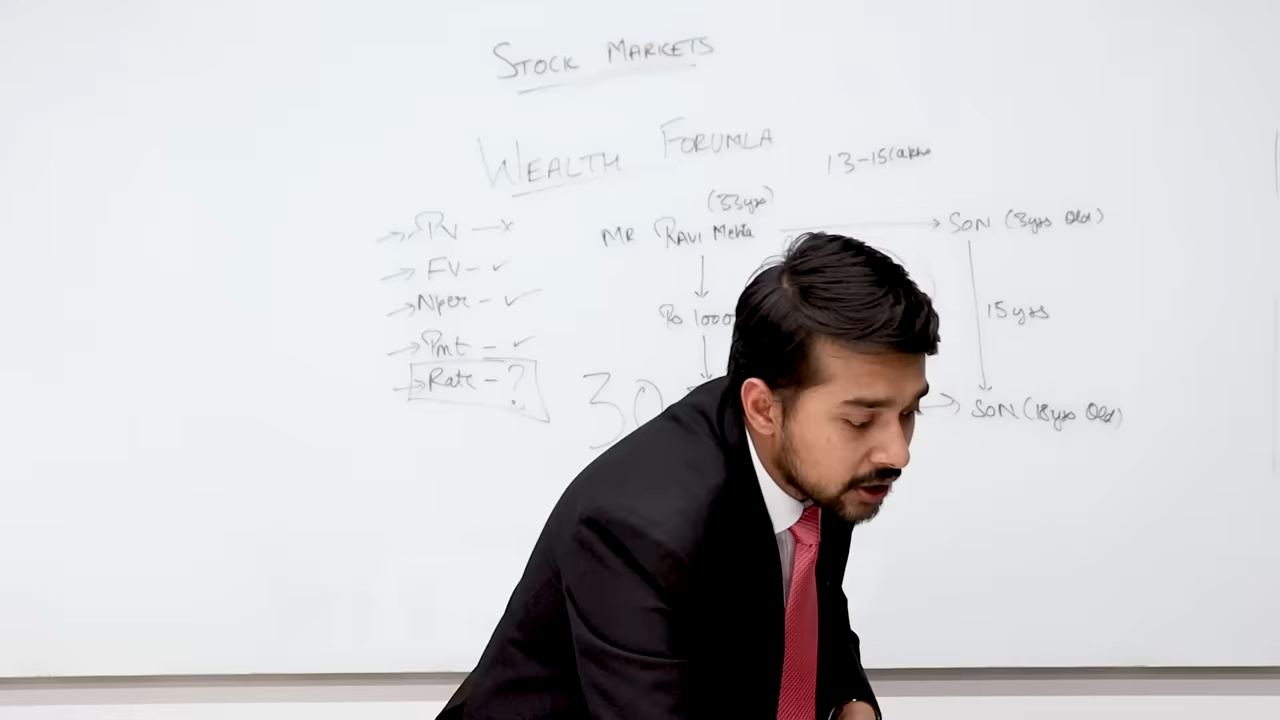 STOCK MARKETS
WEALTH FORUMLA
13-15 Lakhs
(33yrs)
PV - x
MR RAVI Mehta
SON (3yrs Old)
FV - ✓
Nper - ✓
Rs 1000
15 yrs
Pmt - ✓
Rate - ?
30
SON (18yrs Old)